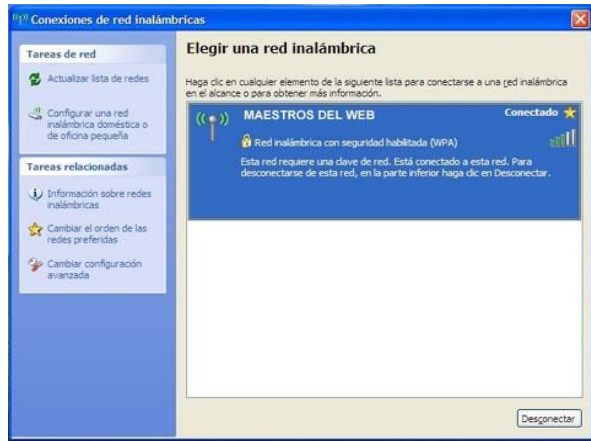 Conexiones de red inalámbricas
Tareas de red
Actualizar lista de redes
Configurar una red
inalámbrica doméstica o
de oficina pequeña
Tareas relacionadas
Información sobre redes
inalámbricas
Cambiar el orden de las
redes preferidas
Cambiar configuración
avanzada
Elegir una red inalámbrica
Haga clic en cualquier elemento de la siguiente lista para conectarse a una red inalámbrica
en el alcance o para obtener más información.
MAESTROS DEL WEB
Conectado
Red inalámbrica con seguridad habilitada (WPA)
Esta red requiere una clave de red. Está conectado a esta red. Para
desconectarse de esta red, en la parte inferior haga clic en Desconectar.
Desconectar